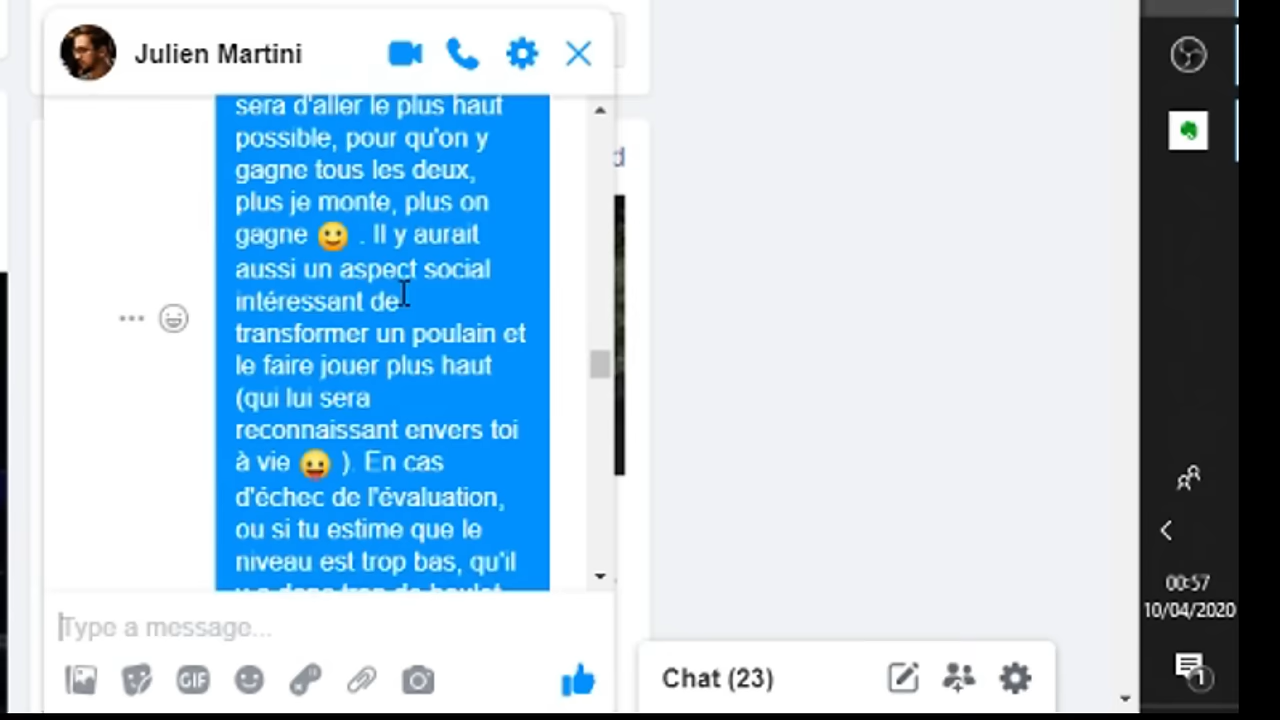 Julien Martini
sera d'aller le plus haut
possible, pour qu'on y
gagne tous les deux,
plus je monte, plus on
gagne 😀 . Il y aurait
aussi un aspect social
intéressant de
transformer un poulain et
le faire jouer plus haut
(qui lui sera
reconnaissant envers toi
à vie 😛 ). En cas
d'échec de l'évaluation,
ou si tu estime que le
niveau est trop bas, qu'il
Type a message...
GIF
Chat (23)
00:57
10/04/2020
1